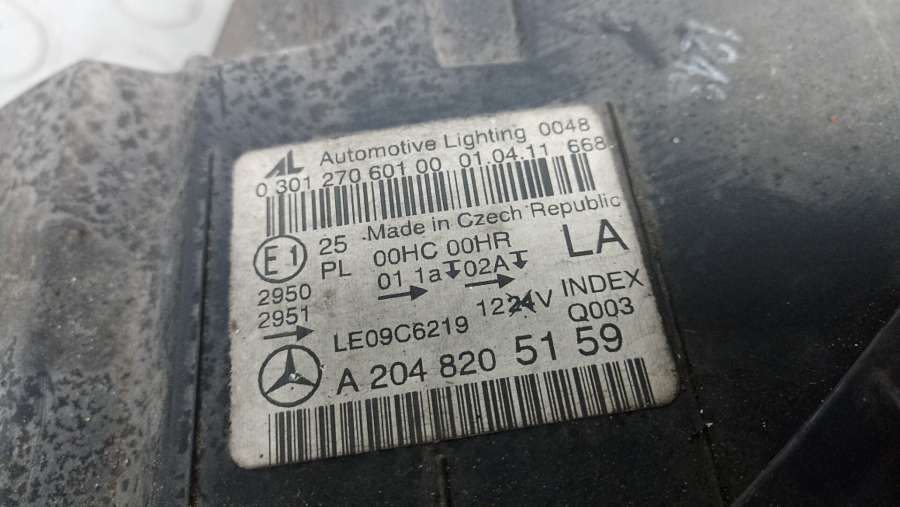 AL Automotive Lighting 0048
0 301 270 601 00 01.04.11 668
Made in Czech Republic
E1 25 00HC 00HR LA
PL 01 1a 02A
2950
2951
LE09C6219 1224V INDEX
Q003
A 204 820 51 59